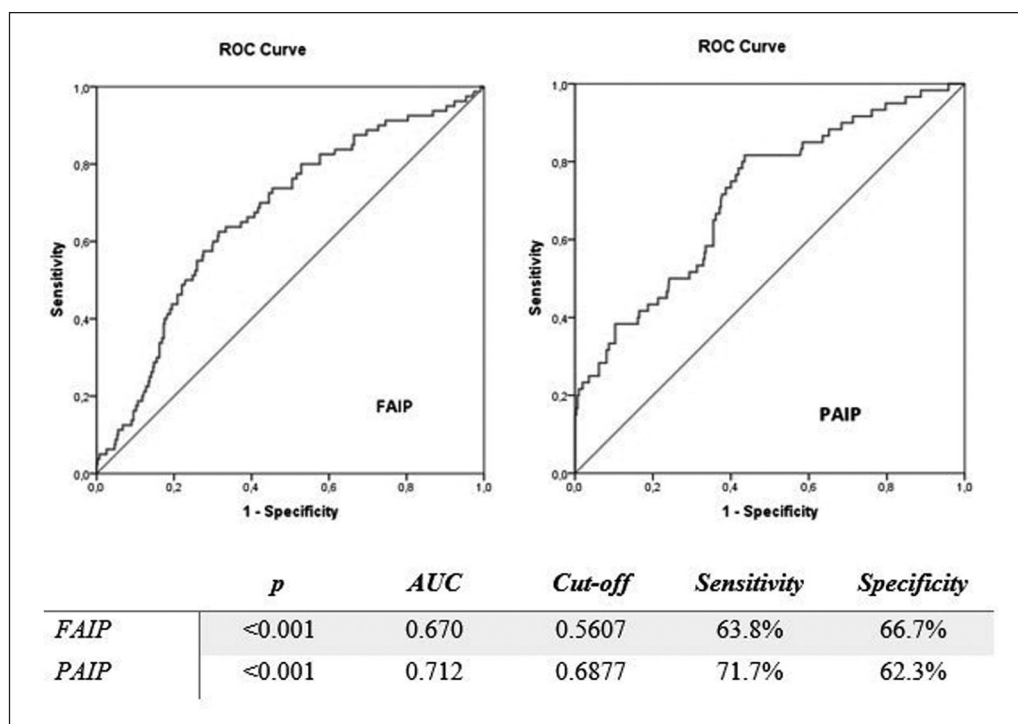 ROC Curve
1,0
0,8
0,6
0,4
0,2
0,0
Sensitivity
FAIP
0,0 0,2 0,4 0,6 0,8 1,0
1 - Specificity
ROC Curve
1,0
0,8
0,6
0,4
0,2
0,0
Sensitivity
PAIP
0,0 0,2 0,4 0,6 0,8 1,0
1 - Specificity
p AUC Cut-off Sensitivity Specificity
FAIP <0.001 0.670 0.5607 63.8% 66.7%
PAIP <0.001 0.712 0.6877 71.7% 62.3%